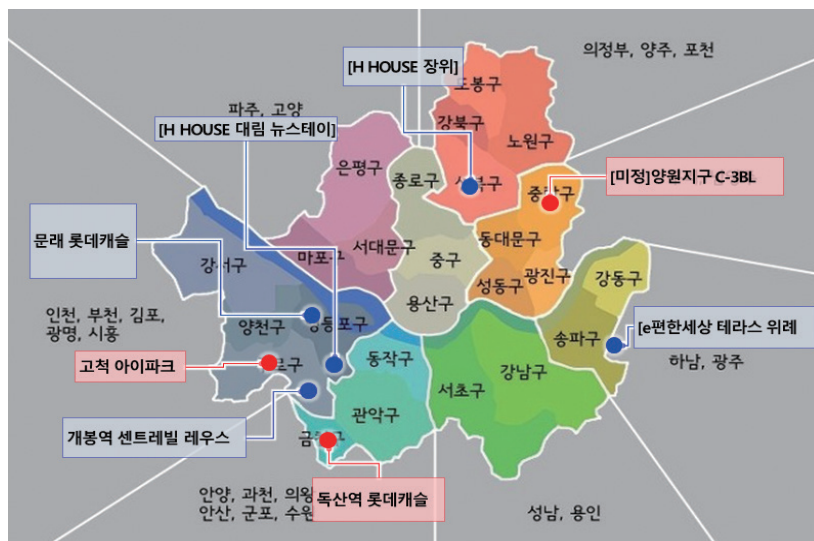 [H HOUSE 장위]
의정부, 양주, 포천
도봉구
파주, 고양
강북구
[H HOUSE 대림 뉴스테이]
노원구
은평구
종로구
[미정]양원지구 C-3BL
문래 롯데캐슬
서대문구
동대문구
마포구
중구
강서구
광진구
강동구
성동구
용산구
인천, 부천, 김포,
광명, 시흥
양천구
송파구
[e편한세상 테라스 위례
하남, 광주
고척 아이파크
동작구
강남구
서초구
관악구
개봉역 센트레빌 레우스
안양, 과천, 의왕
안산, 군포, 수원
독산역 롯데캐슬
성남, 용인